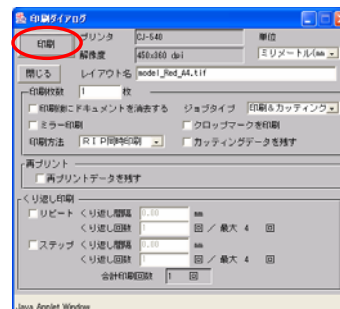 印刷ダイアログ
印刷 プリンタ CJ-540 単位
解像度 450x360 dpi ミリメートル(mm
閉じる レイアウト名 model_Red_A4.tif
印刷枚数 1 枚
印刷後にドキュメントを消去する ジョブタイプ 印刷&カッティング
ミラー印刷 クロップマークを印刷
印刷方法 RIP同時印刷 カッティングデータを残す
再プリント
再プリントデータを残す
くり返し印刷
リピート くり返し間隔 0.00 mm
くり返し回数 1 回 / 最大 4 回
ステップ くり返し間隔 0.00 mm
くり返し回数 1 回 / 最大 4 回
合計印刷回数 1 回
Java Applet Window